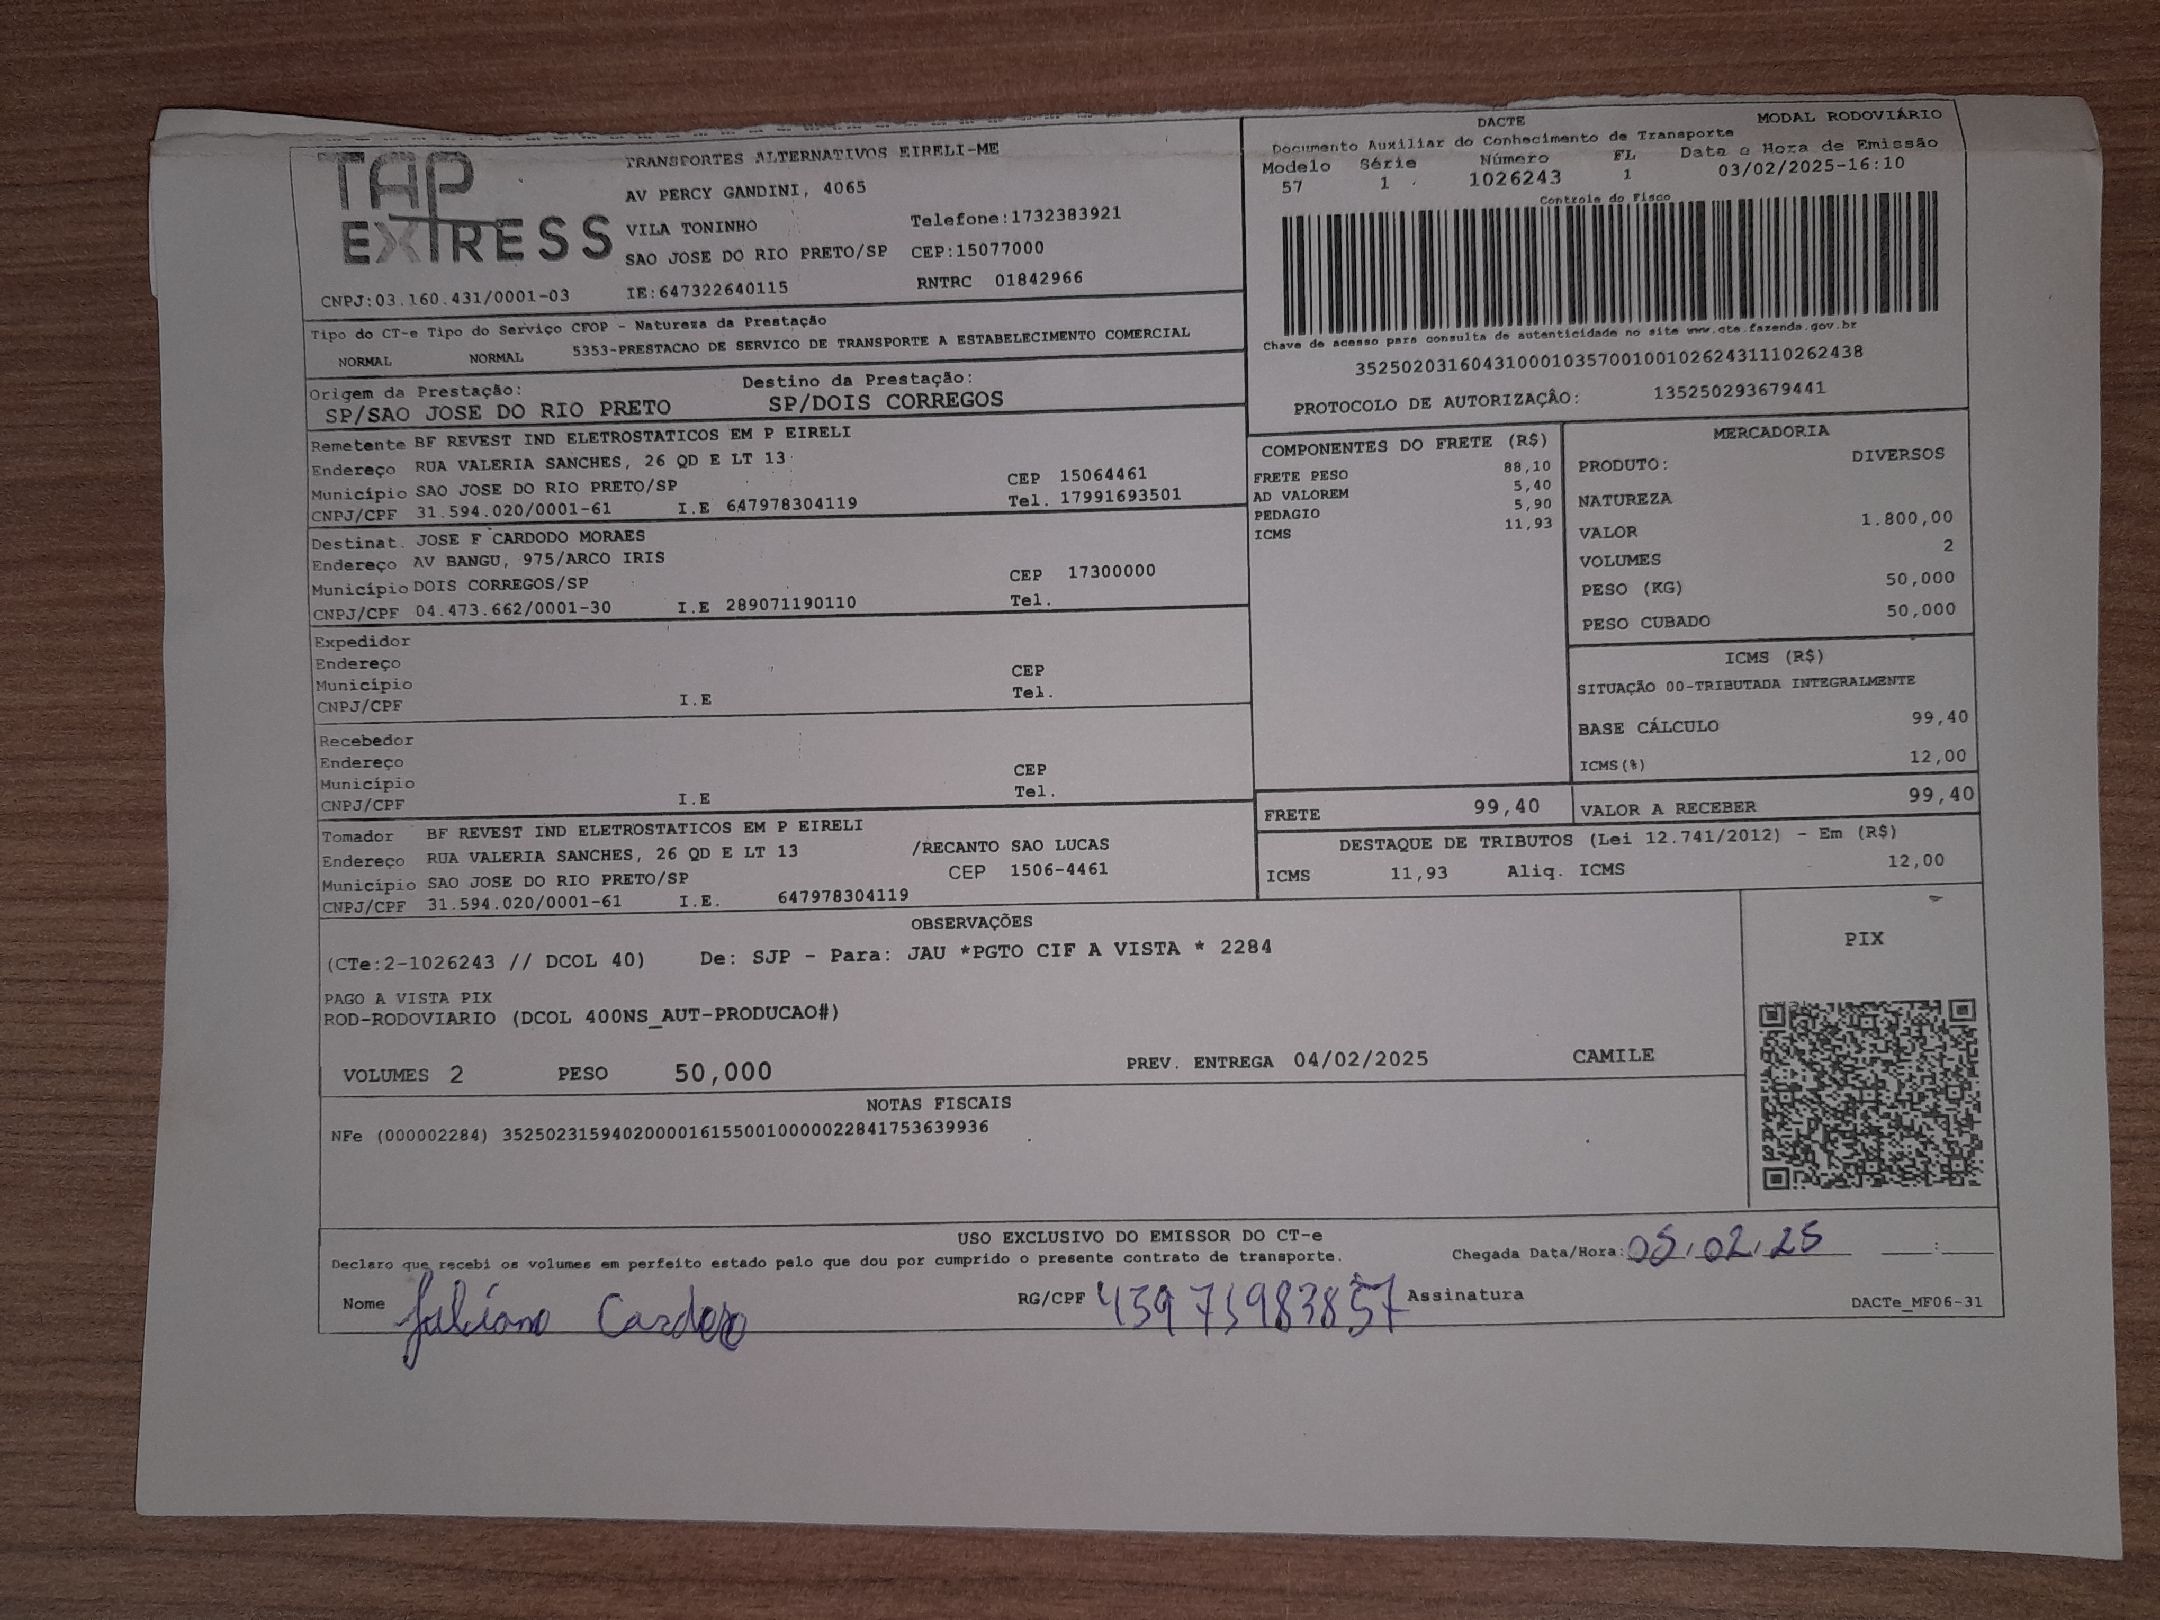 TAP EXPRESS
TRANSPORTES ALTERNATIVOS EIRELI-ME
AV PERCY GANDINI, 4065
VILA TONINHO Telefone:1732383921
SAO JOSE DO RIO PRETO/SP CEP:15077000
CNPJ:03.160.431/0001-03 IE:647322640115 RNTRC 01842966
DACTE MODAL RODOVIÁRIO
Documento Auxiliar do Conhecimento de Transporte
Modelo Série Número FL Data e Hora de Emissão
57 1 1026243 1 03/02/2025-16:10
Controle do Fisco
Chave de acesso para consulta de autenticidade no site www.cte.fazenda.gov.br
35250203160431000103570010010262431110262438
PROTOCOLO DE AUTORIZAÇÂO: 135250293679441
Tipo do CT-e Tipo do Serviço CFOP - Natureza da Prestação
NORMAL NORMAL 5353-PRESTACAO DE SERVICO DE TRANSPORTE A ESTABELECIMENTO COMERCIAL
Origem da Prestação: Destino da Prestação:
SP/SAO JOSE DO RIO PRETO SP/DOIS CORREGOS
Remetente BF REVEST IND ELETROSTATICOS EM P EIRELI
Endereço RUA VALERIA SANCHES, 26 QD E LT 13
Município SAO JOSE DO RIO PRETO/SP CEP 15064461
CNPJ/CPF 31.594.020/0001-61 I.E 647978304119 Tel. 17991693501
Destinat. JOSE F CARDODO MORAES
Endereço AV BANGU, 975/ARCO IRIS
Município DOIS CORREGOS/SP CEP 17300000
CNPJ/CPF 04.473.662/0001-30 I.E 289071190110 Tel.
Expedidor
Endereço
Município CEP
CNPJ/CPF I.E Tel.
Recebedor
Endereço
Município CEP
CNPJ/CPF I.E Tel.
Tomador BF REVEST IND ELETROSTATICOS EM P EIRELI
Endereço RUA VALERIA SANCHES, 26 QD E LT 13 /RECANTO SAO LUCAS
Município SAO JOSE DO RIO PRETO/SP CEP 1506-4461
CNPJ/CPF 31.594.020/0001-61 I.E. 647978304119
COMPONENTES DO FRETE (R$)
FRETE PESO 88,10
AD VALOREM 5,40
PEDAGIO 5,90
ICMS 11,93
MERCADORIA
PRODUTO: DIVERSOS
NATUREZA
VALOR 1.800,00
VOLUMES 2
PESO (KG) 50,000
PESO CUBADO 50,000
ICMS (R$)
SITUAÇÃO 00-TRIBUTADA INTEGRALMENTE
BASE CÁLCULO 99,40
ICMS(%) 12,00
FRETE 99,40 VALOR A RECEBER 99,40
DESTAQUE DE TRIBUTOS (Lei 12.741/2012) - Em (R$)
ICMS 11,93 Aliq. ICMS 12,00
OBSERVAÇÕES
(CTe:2-1026243 // DCOL 40) De: SJP - Para: JAU *PGTO CIF A VISTA * 2284
PAGO A VISTA PIX
ROD-RODOVIARIO (DCOL 400NS_AUT-PRODUCAO#)
VOLUMES 2 PESO 50,000 PREV. ENTREGA 04/02/2025 CAMILE
PIX
NOTAS FISCAIS
NFe (000002284) 35250231594020000161550010000022841753639936
USO EXCLUSIVO DO EMISSOR DO CT-e
Declaro que recebi os volumes em perfeito estado pelo que dou por cumprido o presente contrato de transporte. Chegada Data/Hora: 05.02.25 :
Nome Fabiano Cardoso RG/CPF 43973983857 Assinatura
DACTe_MF06-31